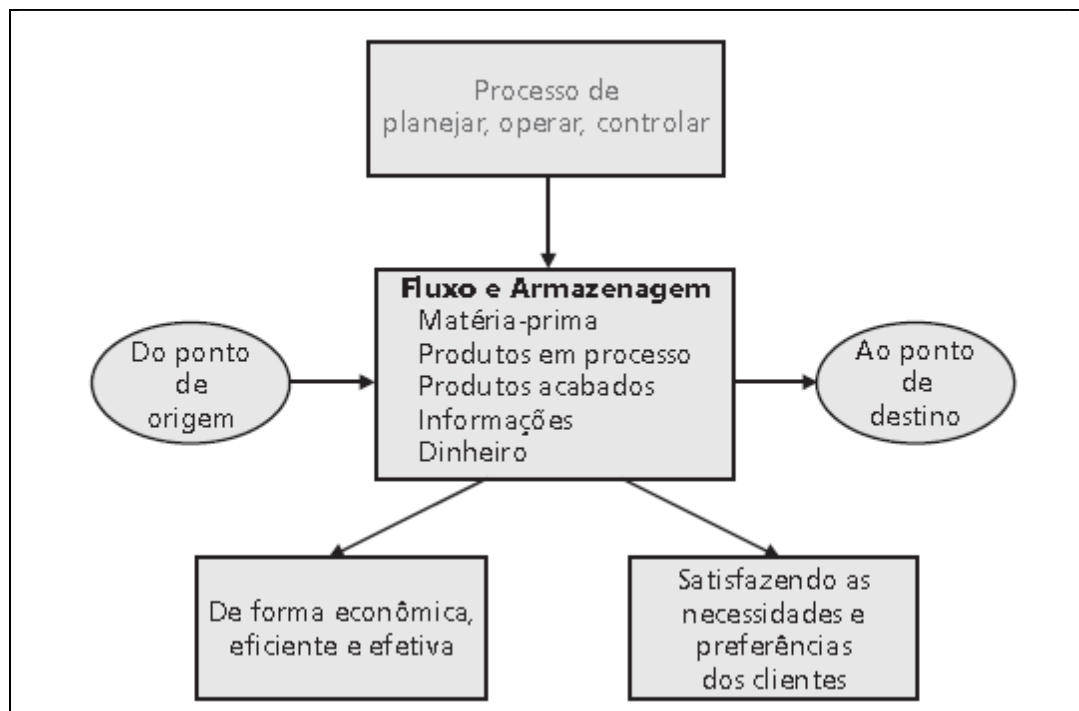 Processo de
planejar, operar, controlar
Fluxo e Armazenagem
Matéria-prima
Produtos em processo
Produtos acabados
Informações
Dinheiro
Do ponto
de
origem
Ao ponto
de
destino
De forma econômica,
eficiente e efetiva
Satisfazendo as
necessidades e
preferências
dos clientes